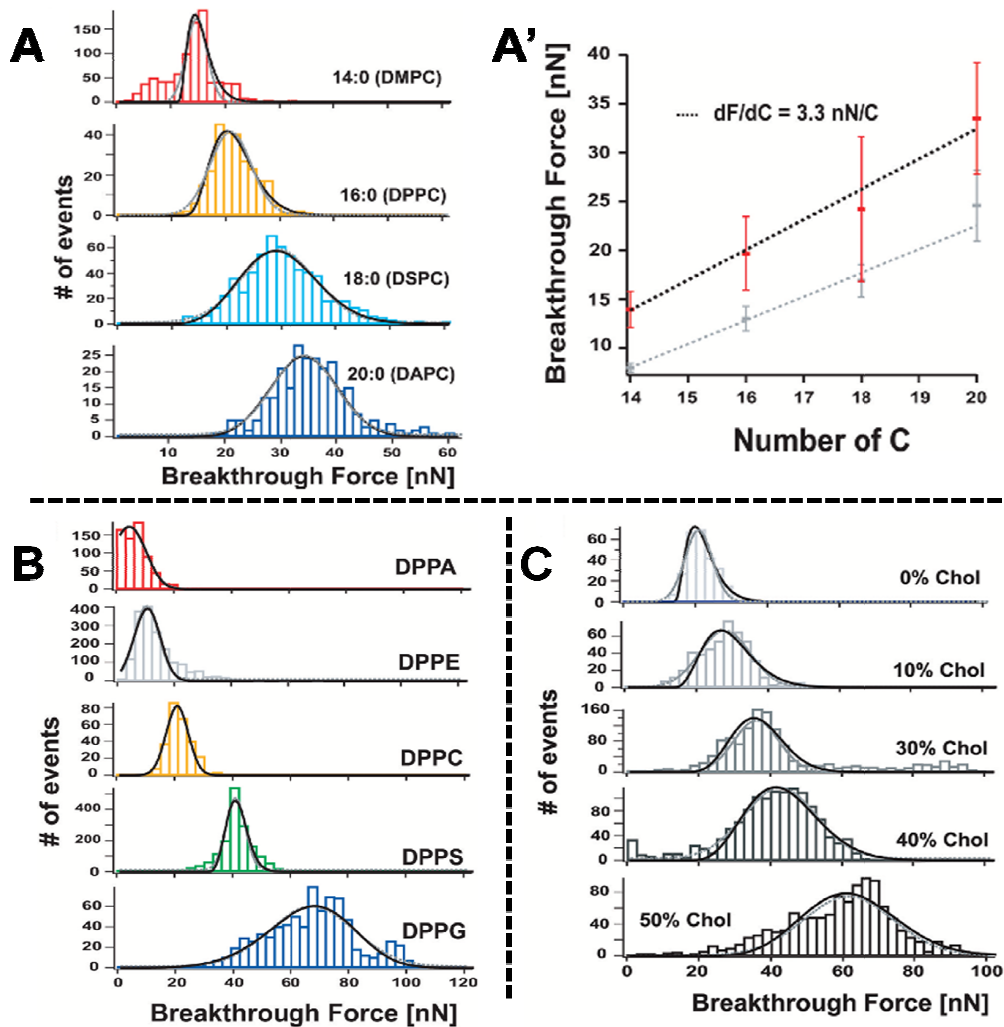 A
150
100
50
0
14:0 (DMPC)
40
20
0
16:0 (DPPC)
60
40
20
0
18:0 (DSPC)
25
20
15
10
5
0
20:0 (DAPC)
10 20 30 40 50 60
# of events
Breakthrough Force [nN]
A’
40
35
30
25
20
15
10
dF/dC = 3.3 nN/C
14 15 16 17 18 19 20
Breakthrough Force [nN]
Number of C
B
150
100
50
0
DPPA
400
300
200
100
0
DPPE
80
60
40
20
0
DPPC
400
200
0
DPPS
60
40
20
0
DPPG
0 20 40 60 80 100 120
# of events
Breakthrough Force [nN]
C
60
40
20
0
0% Chol
60
40
20
0
10% Chol
160
80
0
30% Chol
80
40
0
40% Chol
80
40
0
50% Chol
0 20 40 60 80 100
# of events
Breakthrough Force [nN]